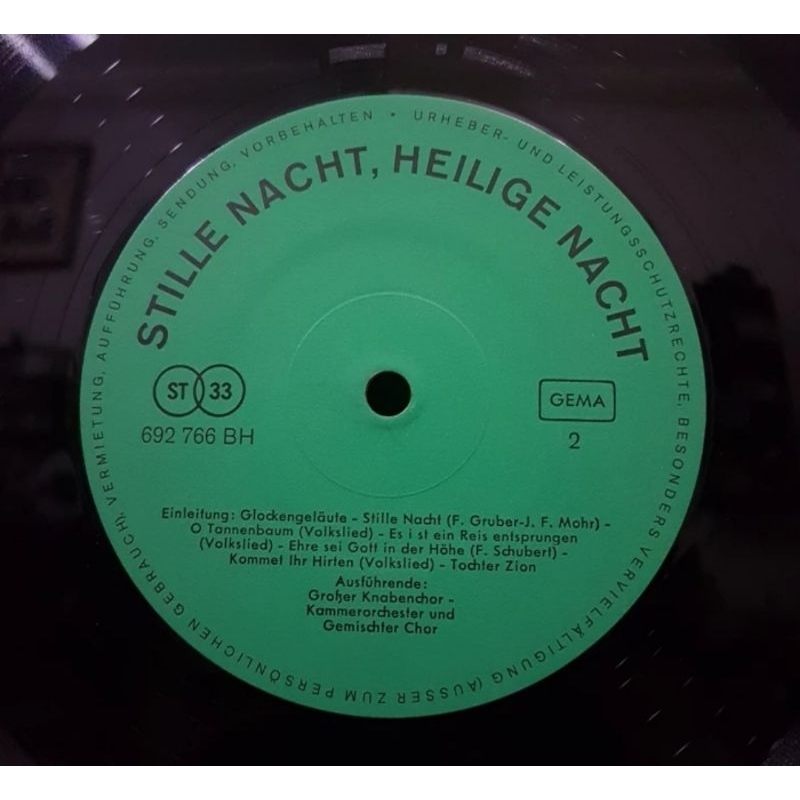 URHEBER- UND LEISTUNGSSCHUTZRECHTE, BESONDERS VERVIELFÄLTIGUNG (AUSSER ZUM PERSÖNLICHEN GEBRAUCH), VERMIETUNG, AUFFÜHRUNG, SENDUNG, VORBEHALTEN •
STILLE NACHT, HEILIGE NACHT
ST 33
GEMA
692 766 BH
2
Einleitung: Glockengeläute - Stille Nacht (F. Gruber-J. F. Mohr) -
O Tannenbaum (Volkslied) - Es i st ein Reis entsprungen
(Volkslied) - Ehre sei Gott in der Höhe (F. Schubert) -
Kommet Ihr Hirten (Volkslied) - Tochter Zion
Ausführende:
Großer Knabenchor -
Kammerorchester und
Gemischter Chor